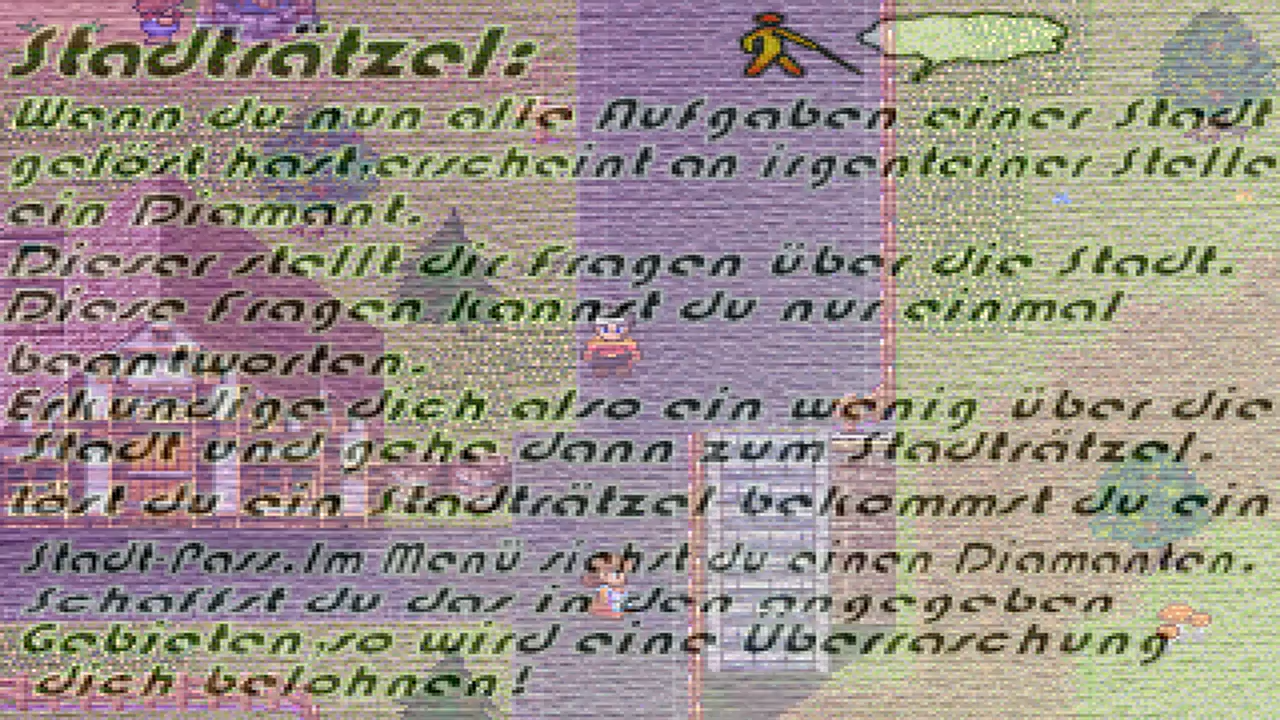 Stadträtzel:
Wenn du nun alle Aufgaben einer Stadt
gelöst hast,erscheint an irgenteiner Stelle
ein Diamant.
Dieser stellt dir Fragen über die Stadt.
Diese Fragen kannst du nur einmal
beantworten.
Erkundige dich also ein wenig über die
Stadt und gehe dann zum Stadträtzel.
löst du ein Stadträtzel bekommst du ein
Stadt-Pass.Im Menü siehst du einen Diamanten.
Schaffst du das in den angegeben
Gebieten,so wird eine Überraschung
dich belohnen!